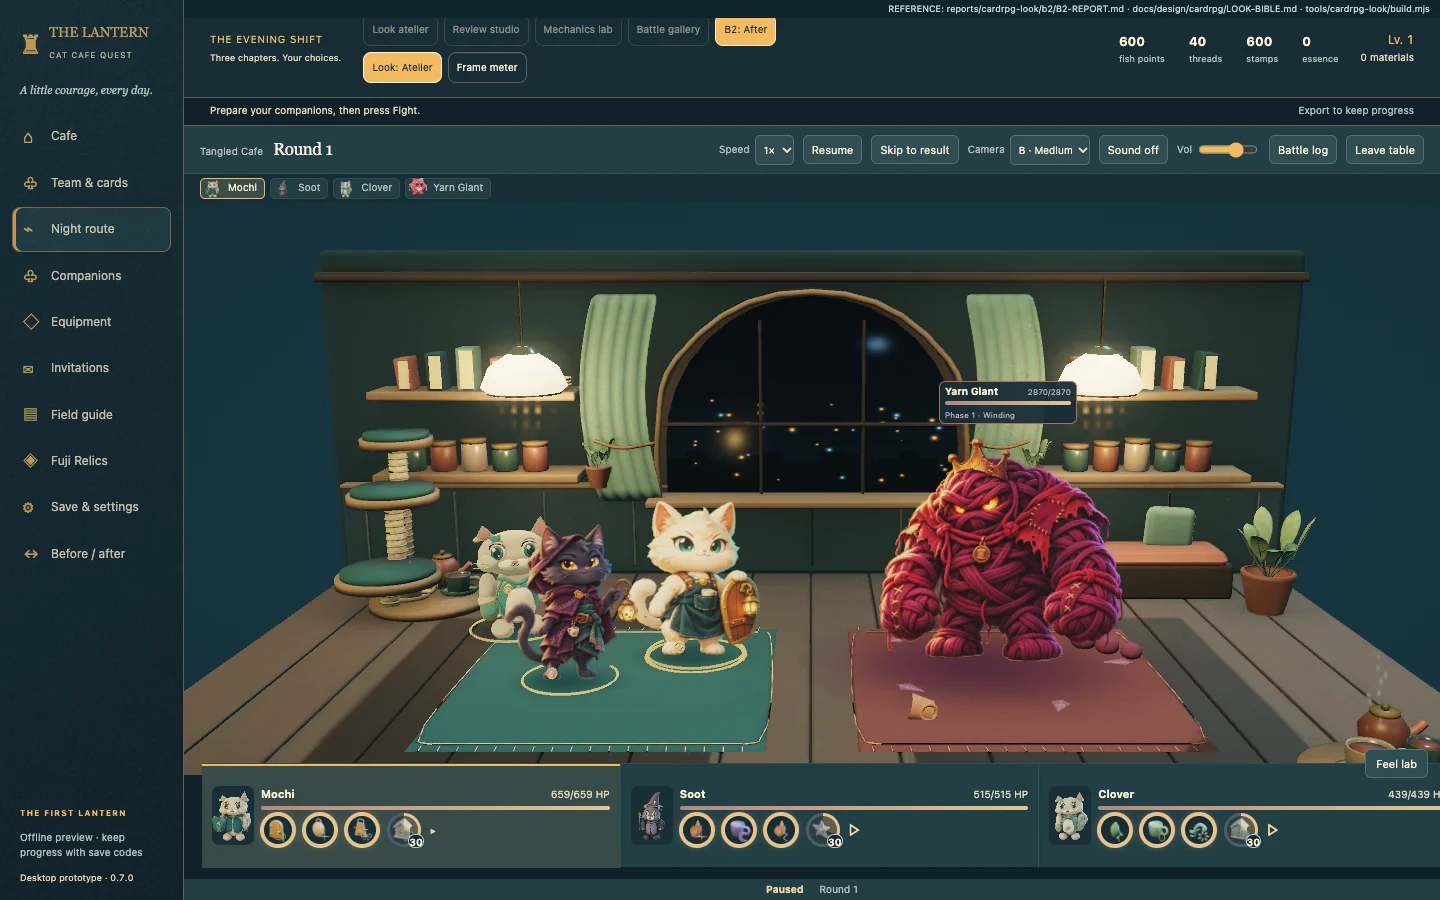 REFERENCE: reports/cardrpg-look/b2/B2-REPORT.md · docs/design/cardrpg/LOOK-BIBLE.md · tools/cardrpg-look/build.mjs
THE LANTERN
CAT CAFE QUEST
A little courage, every day.
Cafe
Team & cards
Night route
Companions
Equipment
Invitations
Field guide
Fuji Relics
Save & settings
Before / after
THE FIRST LANTERN
Offline preview · keep
progress with save codes
Desktop prototype · 0.7.0
THE EVENING SHIFT
Three chapters. Your choices.
Look atelier
Review studio
Mechanics lab
Battle gallery
B2: After
Look: Atelier
Frame meter
600 fish points
40 threads
600 stamps
0 essence
Lv. 1
0 materials
Prepare your companions, then press Fight.
Export to keep progress
Tangled Cafe Round 1
Speed 1x
Resume
Skip to result
Camera B · Medium
Sound off
Vol
Battle log
Leave table
Mochi
Soot
Clover
Yarn Giant
Yarn Giant 2870/2870
Phase 1 · Winding
Feel lab
Mochi 659/659 HP
30
Soot 515/515 HP
30
Clover 439/439 H
30
Paused Round 1